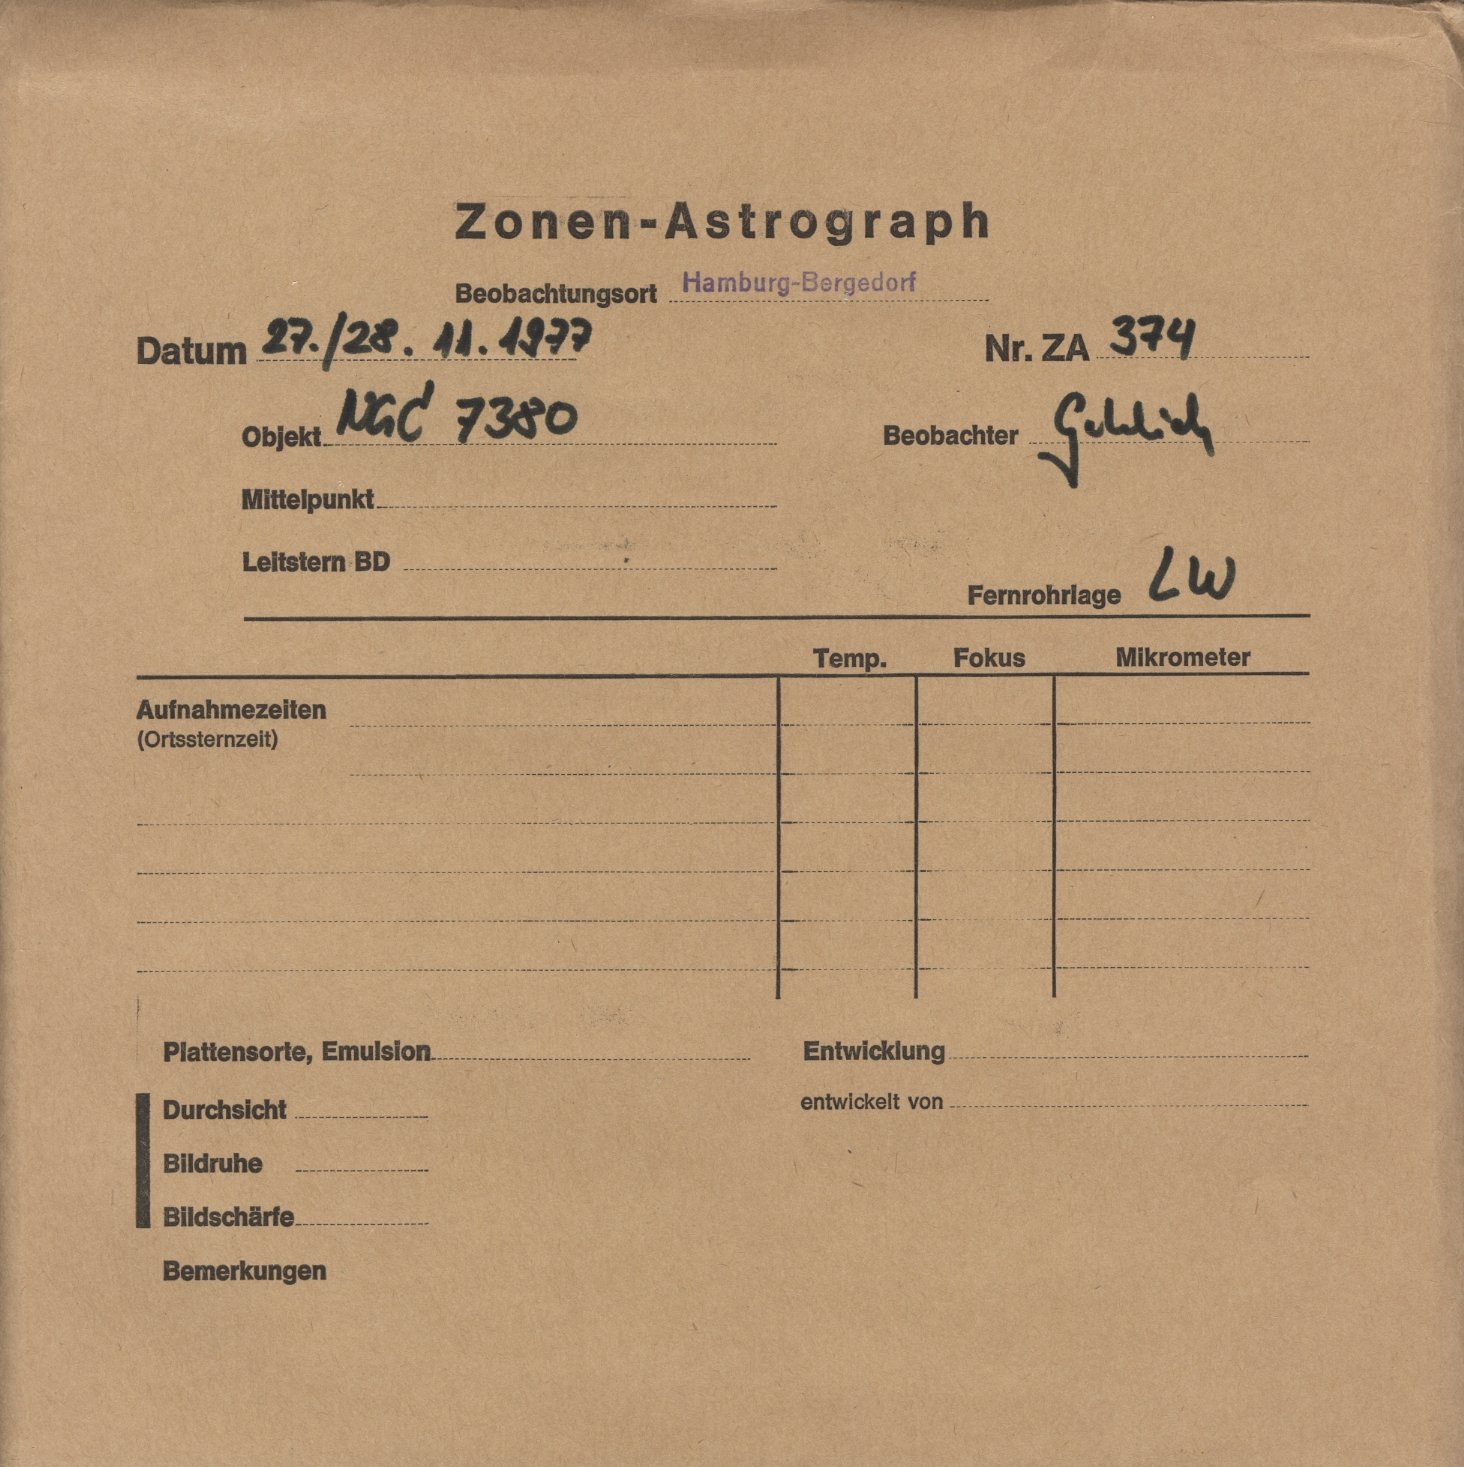 Zonen-Astrograph
Beobachtungsort Hamburg-Bergedorf
Datum 27./28. 11. 1977 Nr. ZA 374
Objekt NGC 7380 Beobachter
Mittelpunkt
Leitstern BD
Fernrohrlage LW
Temp. Fokus Mikrometer
Aufnahmezeiten
(Ortssternzeit)
Plattensorte, Emulsion Entwicklung
Durchsicht entwickelt von
Bildruhe
Bildschärfe
Bemerkungen